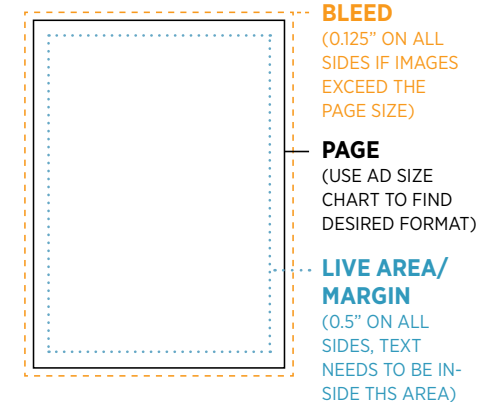 BLEED
(0.125” ON ALL
SIDES IF IMAGES
EXCEED THE
PAGE SIZE)
PAGE
(USE AD SIZE
CHART TO FIND
DESIRED FORMAT)
LIVE AREA/
MARGIN
(0.5” ON ALL
SIDES, TEXT
NEEDS TO BE IN-
SIDE THS AREA)